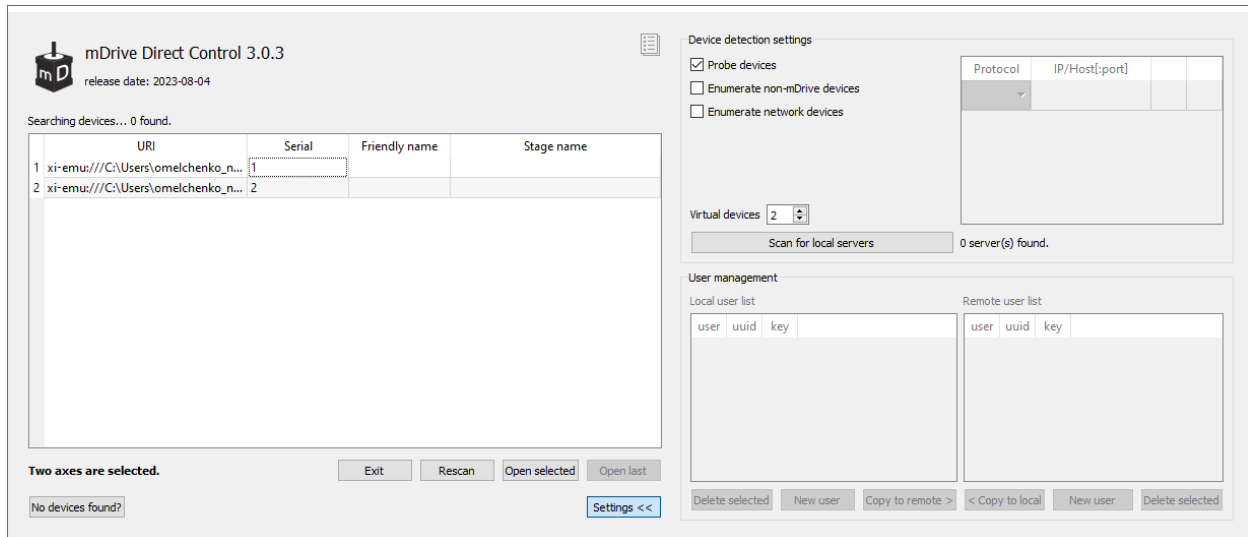 mD
mDrive Direct Control 3.0.3
release date: 2023-08-04
Searching devices... 0 found.
URI Serial Friendly name Stage name
1 xi-emu:///C:\Users\omelchenko_n... 1
2 xi-emu:///C:\Users\omelchenko_n... 2
Two axes are selected.
Exit Rescan Open selected Open last
No devices found? Settings <<
Device detection settings
Probe devices
Enumerate non-mDrive devices
Enumerate network devices
Protocol IP/Host[:port]
Virtual devices 2
Scan for local servers 0 server(s) found.
User management
Local user list Remote user list
user uuid key user uuid key
Delete selected New user Copy to remote > < Copy to local New user Delete selected